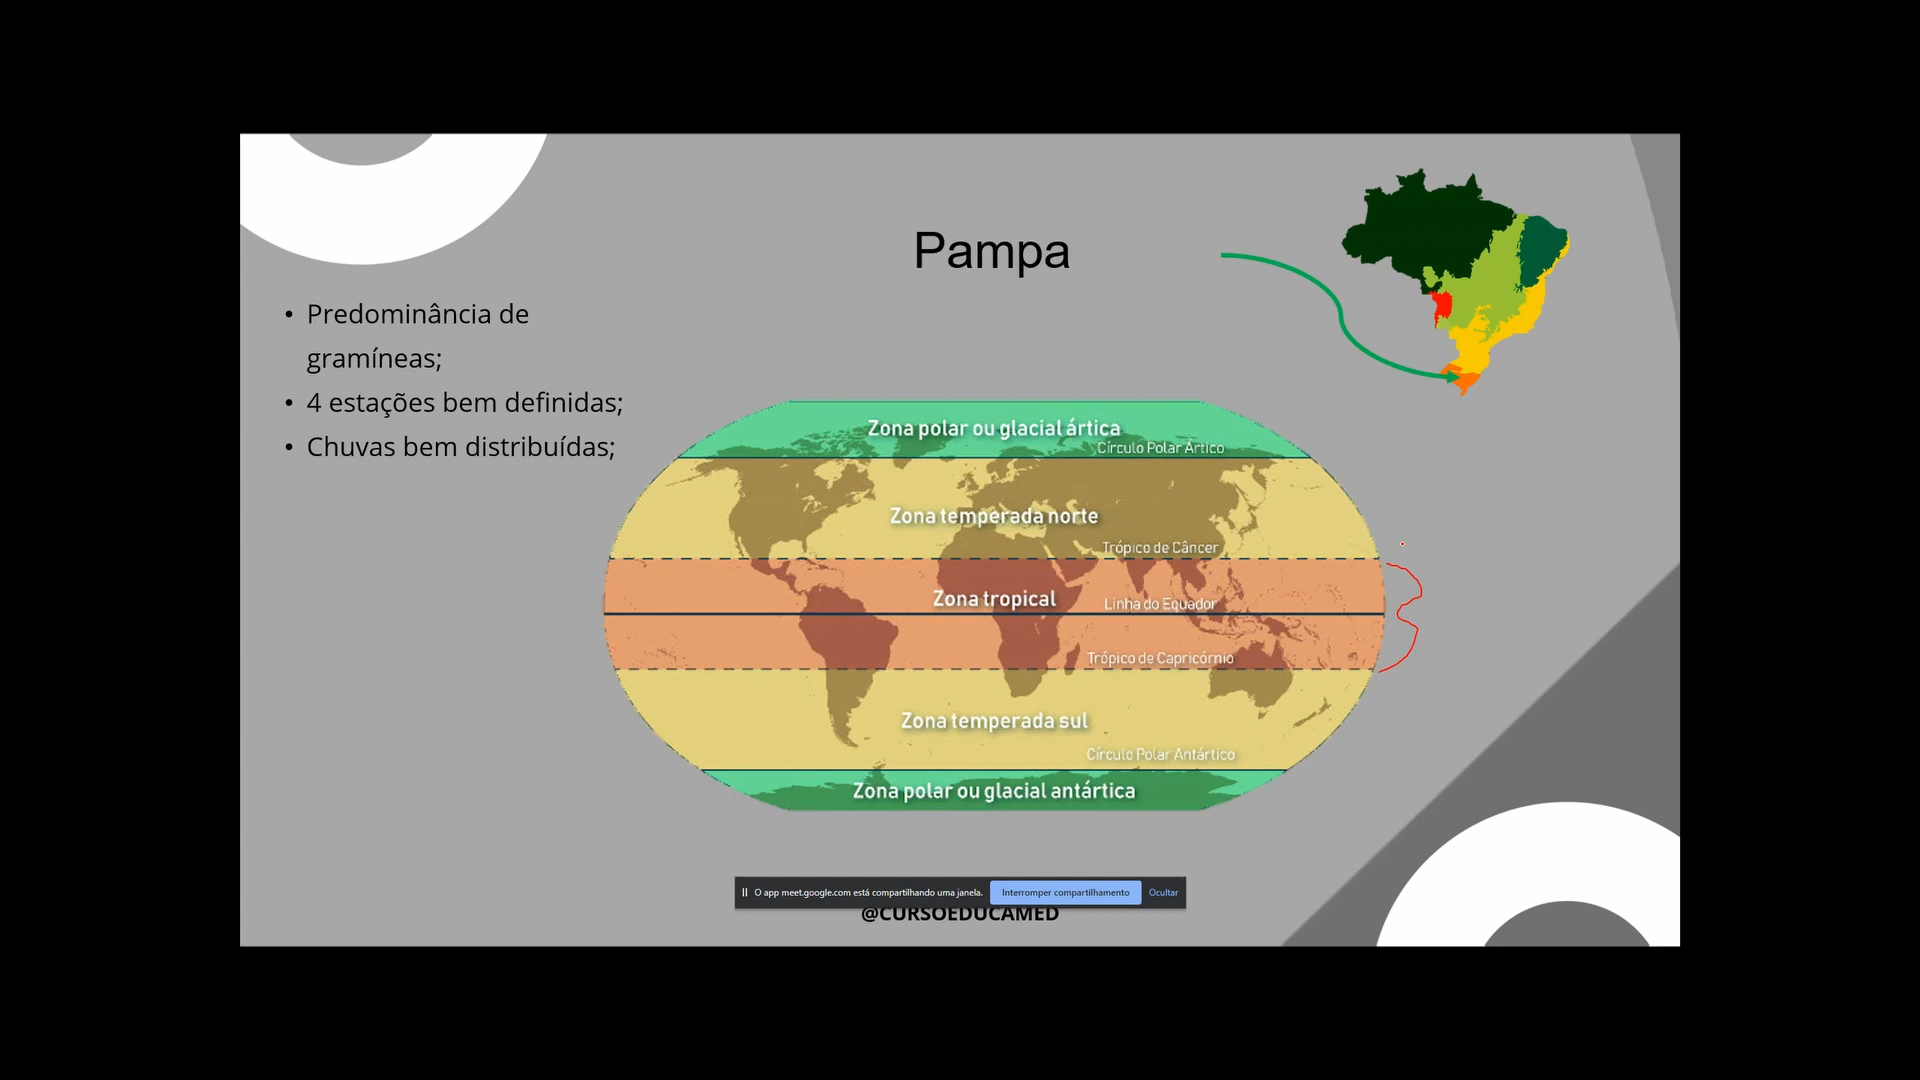 Pampa
• Predominância de
gramíneas;
• 4 estações bem definidas;
• Chuvas bem distribuídas;
Zona polar ou glacial ártica
Círculo Polar Ártico
Zona temperada norte
Trópico de Câncer
Zona tropical
Linha do Equador
Trópico de Capricórnio
Zona temperada sul
Círculo Polar Antártico
Zona polar ou glacial antártica
O app meet.google.com está compartilhando uma janela. Interromper compartilhamento Ocultar
@CURSOEDUCAMED